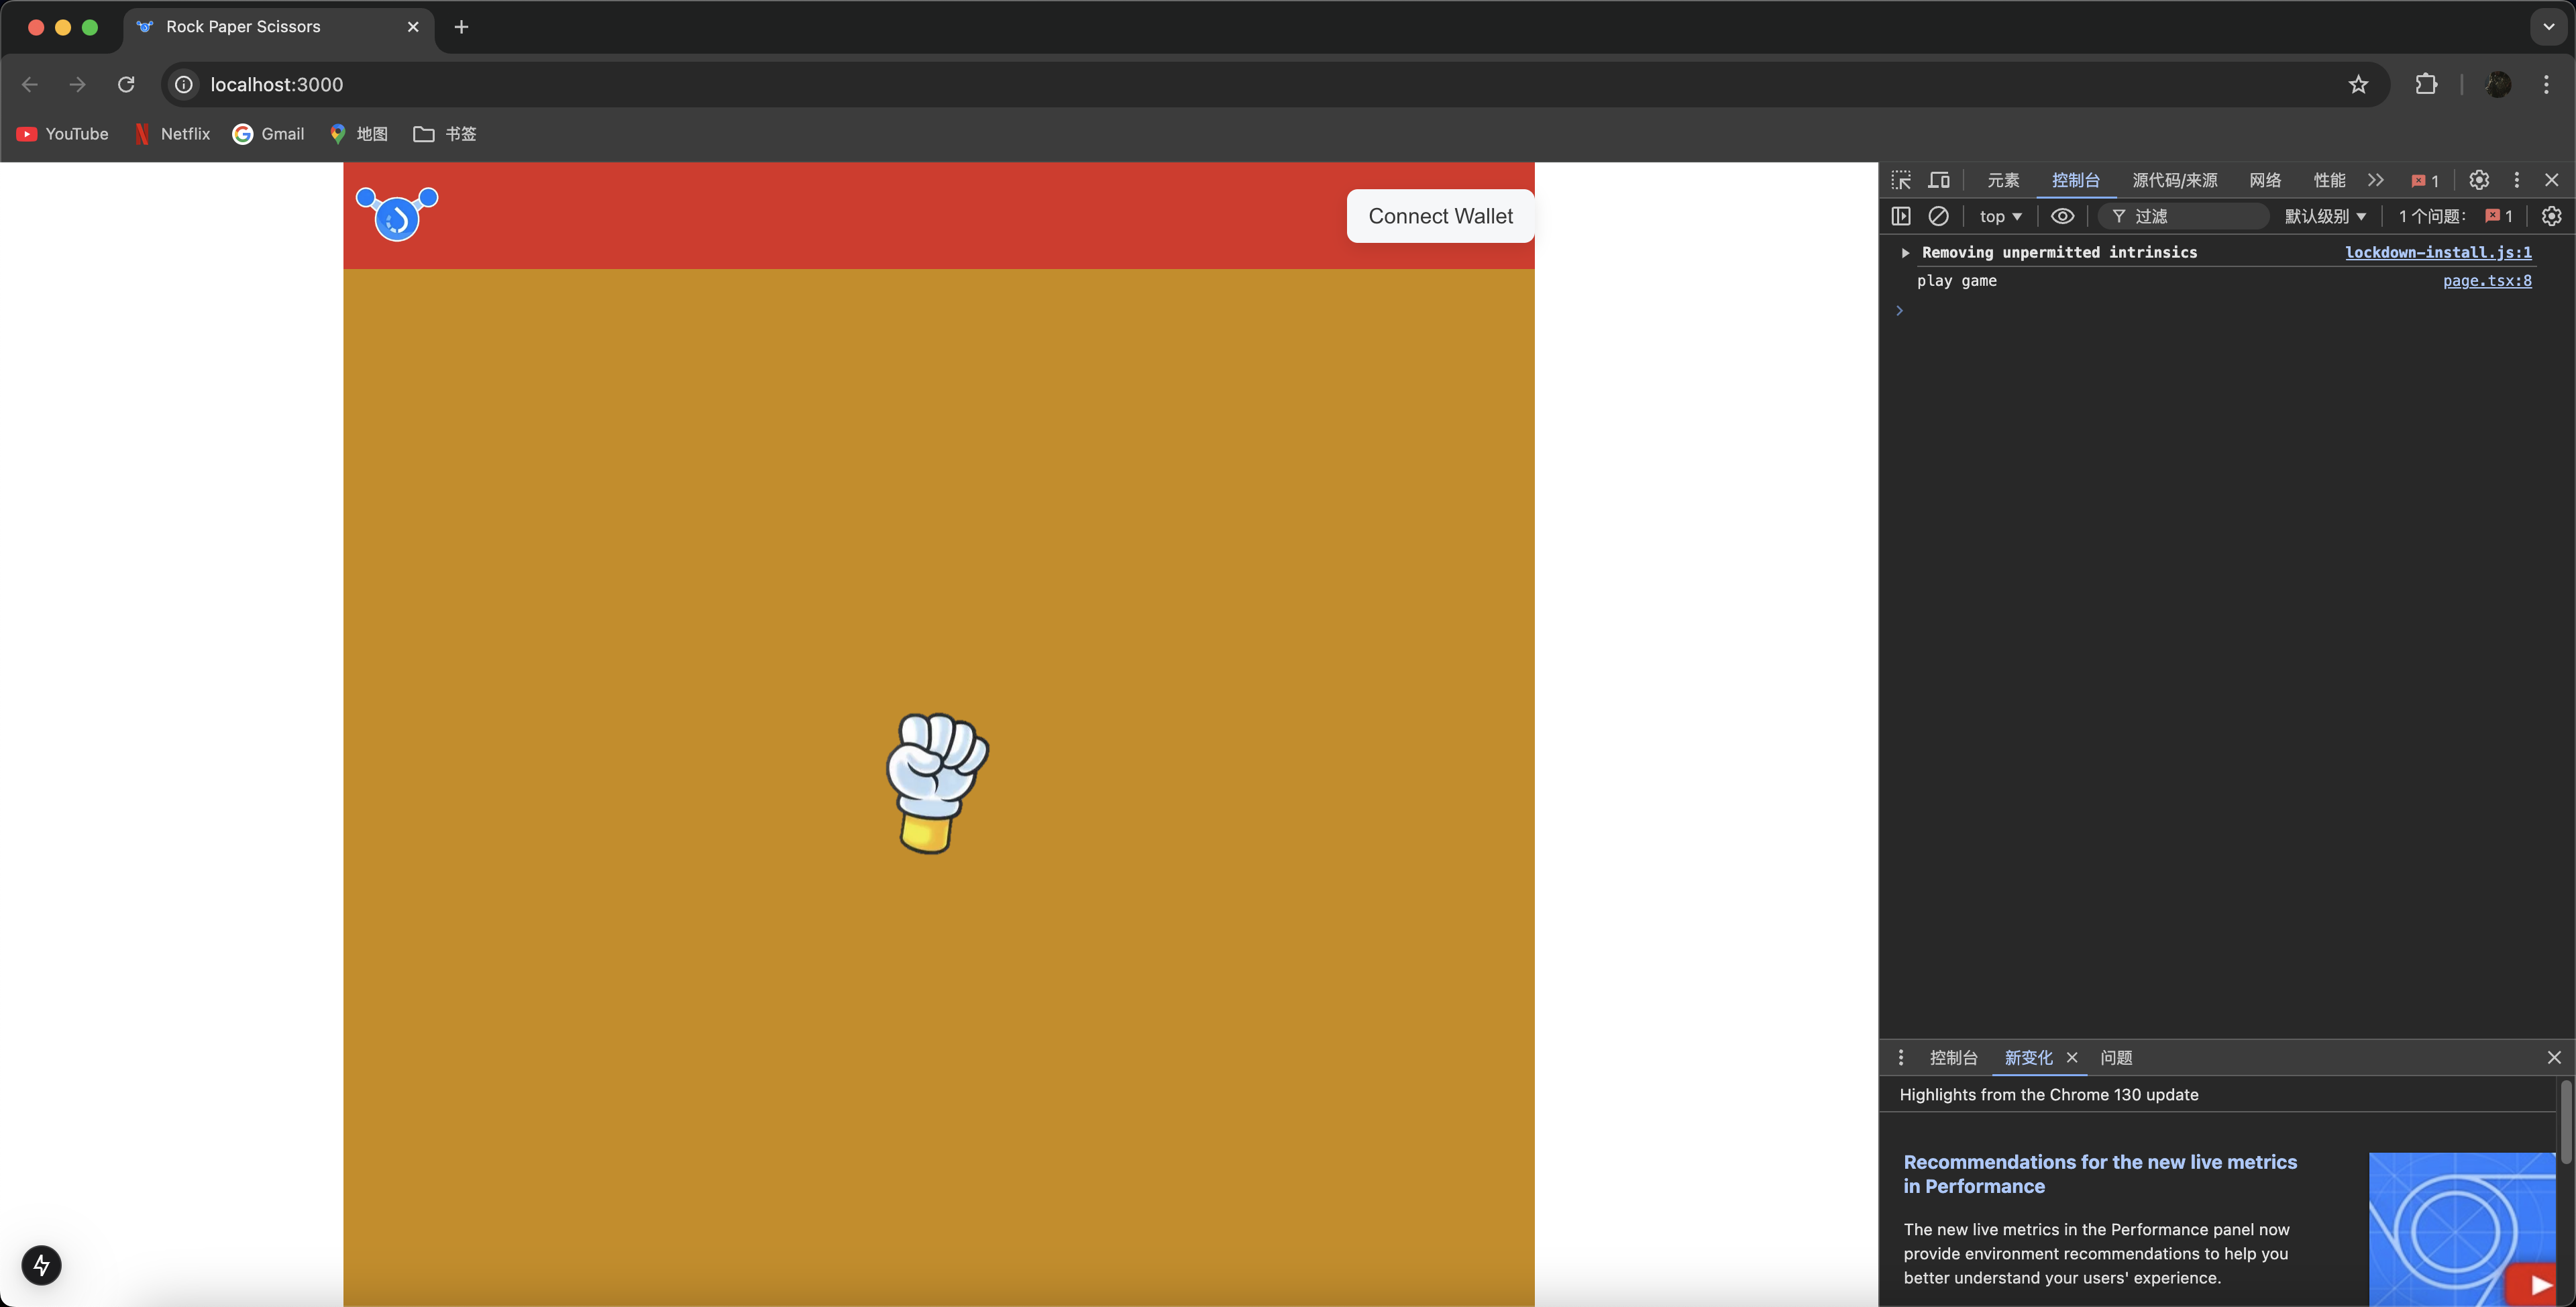 Rock Paper Scissors
localhost:3000
YouTube
Netflix
Gmail
地图
书签
Connect Wallet
元素
控制台
源代码/来源
网络
性能
1
top
过滤
默认级别
1 个问题:
1
Removing unpermitted intrinsics
lockdown-install.js:1
play game
page.tsx:8
控制台
新变化
问题
Highlights from the Chrome 130 update
Recommendations for the new live metrics
in Performance
The new live metrics in the Performance panel now
provide environment recommendations to help you
better understand your users' experience.